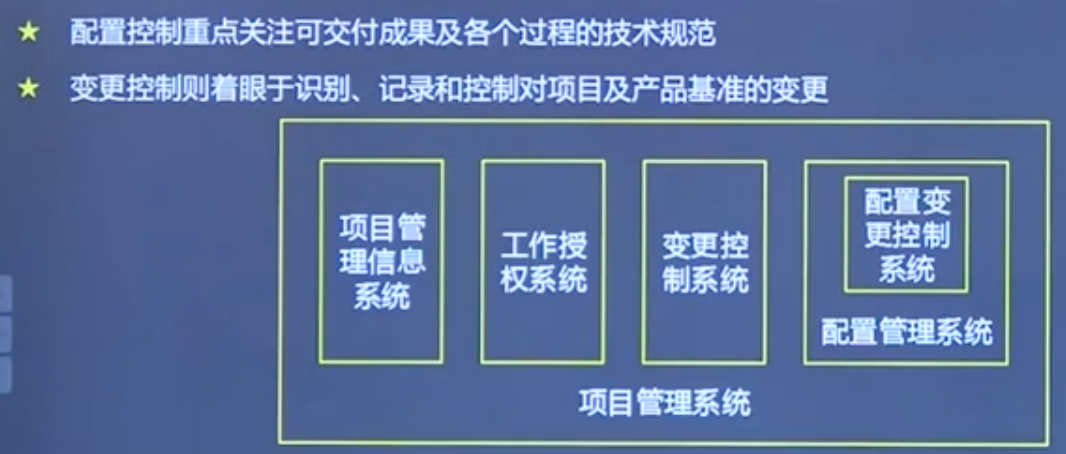 ★ 配置控制重点关注可交付成果及各个过程的技术规范
★ 变更控制则着眼于识别、记录和控制对项目及产品基准的变更
项目管
理信息
系统
工作授
权系统
变更控
制系统
配置变
更控制
系统
配置管理系统
项目管理系统